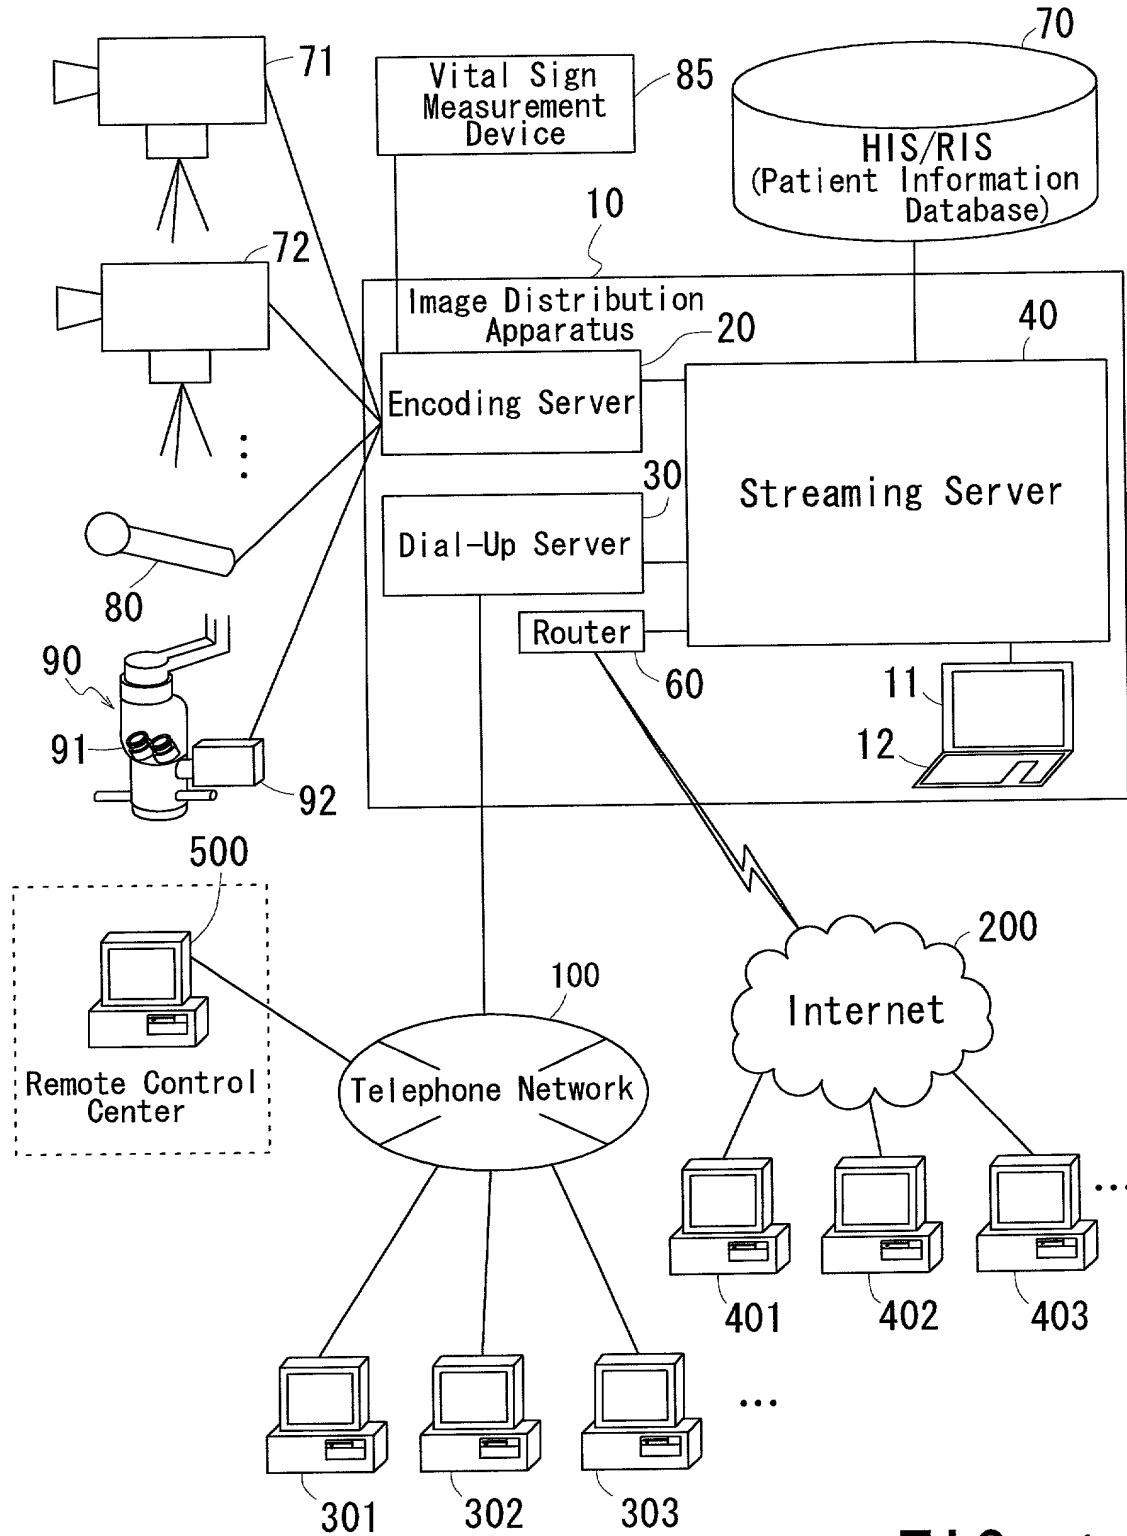 71
Vital Sign
Measurement
Device
85
70
HIS/RIS
(Patient Information
Database)
10
72
Image Distribution
Apparatus
20
40
Encoding Server
30
Streaming Server
Dial-Up Server
80
Router
60
90
11
91
12
92
500
200
100
Internet
Remote Control
Center
Telephone Network
401
402
403
301
302
303